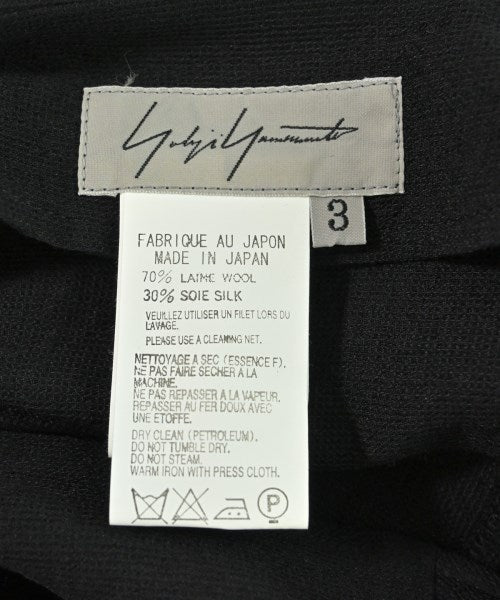 Yohji Yamamoto
3
FABRIQUE AU JAPON
MADE IN JAPAN
70% LAINE WOOL
30% SOIE SILK
VEUILLEZ UTILISER UN FILET LORS DU
LAVAGE.
PLEASE USE A CLEANING NET.
NETTOYAGE A SEC (ESSENCE F).
NE PAS FAIRE SECHER A LA
MACHINE.
NE PAS REPASSER A LA VAPEUR.
REPASSER AU FER DOUX AVEC
UNE ETOFFE.
DRY CLEAN (PETROLEUM).
DO NOT TUMBLE DRY.
DO NOT STEAM.
WARM IRON WITH PRESS CLOTH.
P